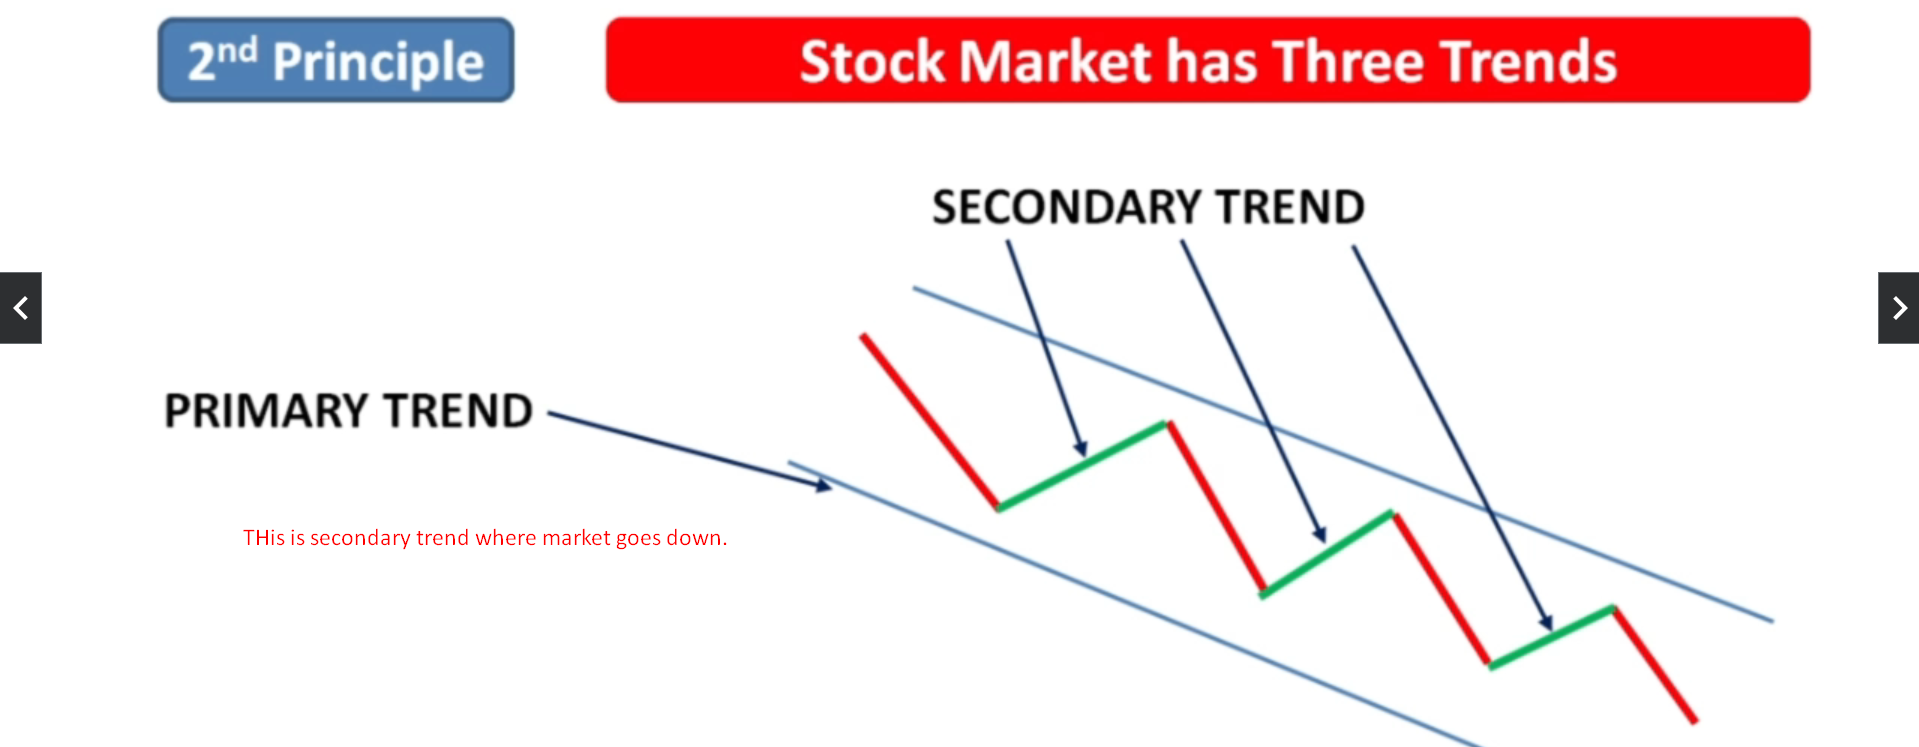 2nd Principle
Stock Market has Three Trends
SECONDARY TREND
PRIMARY TREND
THis is secondary trend where market goes down.